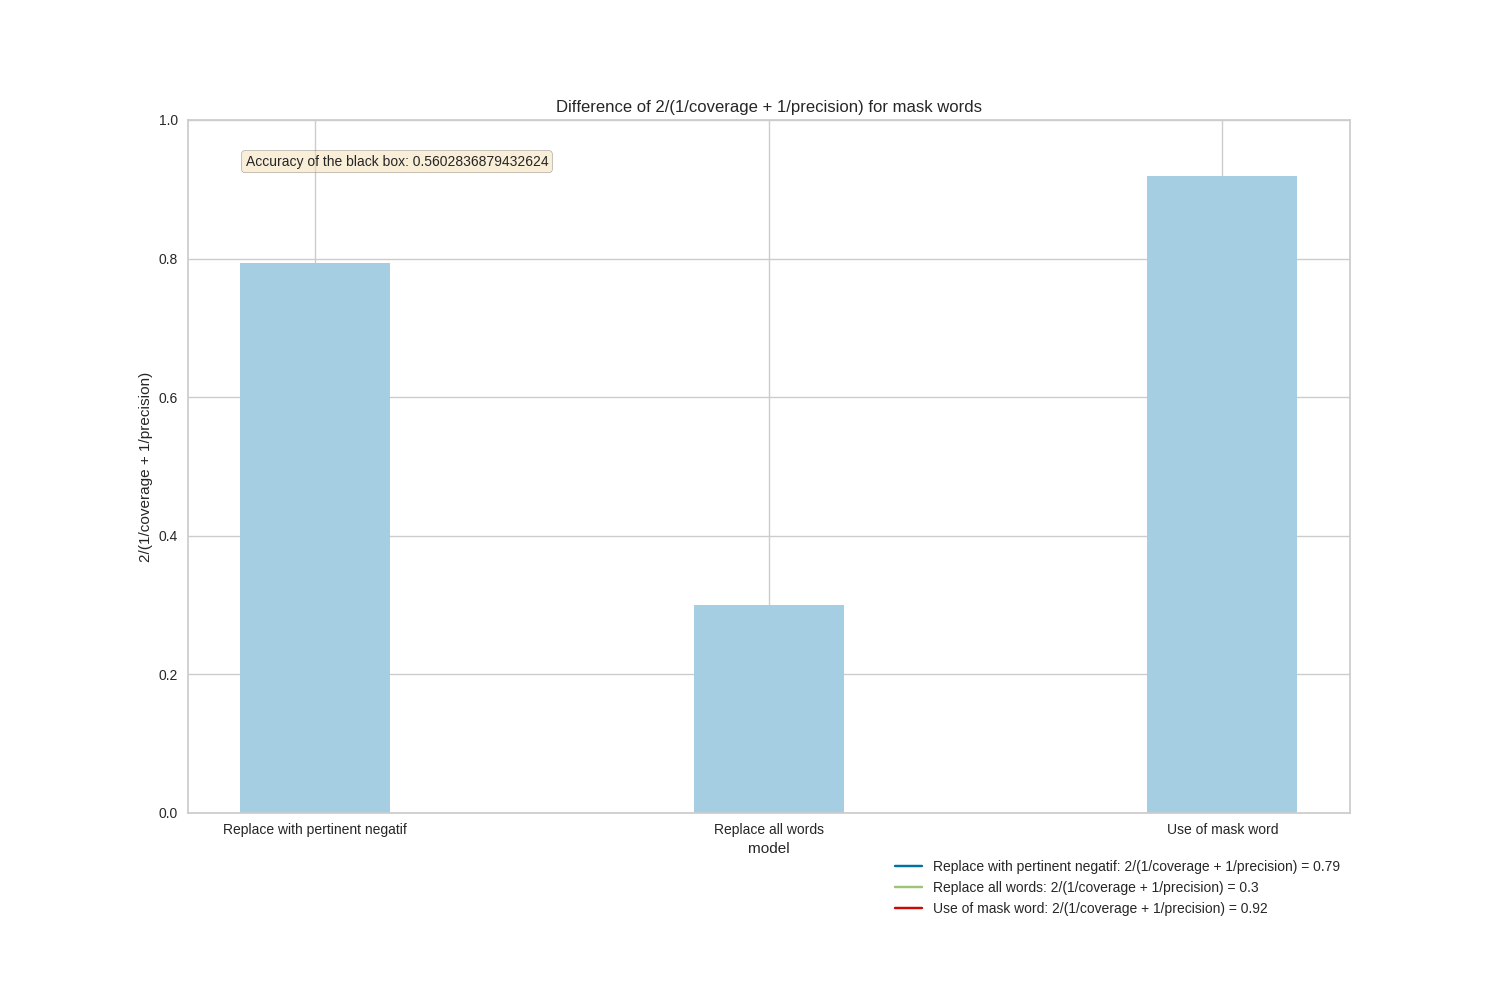 Difference of 2/(1/coverage + 1/precision) for mask words
1.0
Accuracy of the black box: 0.5602836879432624
0.8
0.6
2/(1/coverage + 1/precision)
0.4
0.2
0.0
Replace with pertinent negatif
Replace all words
Use of mask word
model
Replace with pertinent negatif: 2/(1/coverage + 1/precision) = 0.79
Replace all words: 2/(1/coverage + 1/precision) = 0.3
Use of mask word: 2/(1/coverage + 1/precision) = 0.92